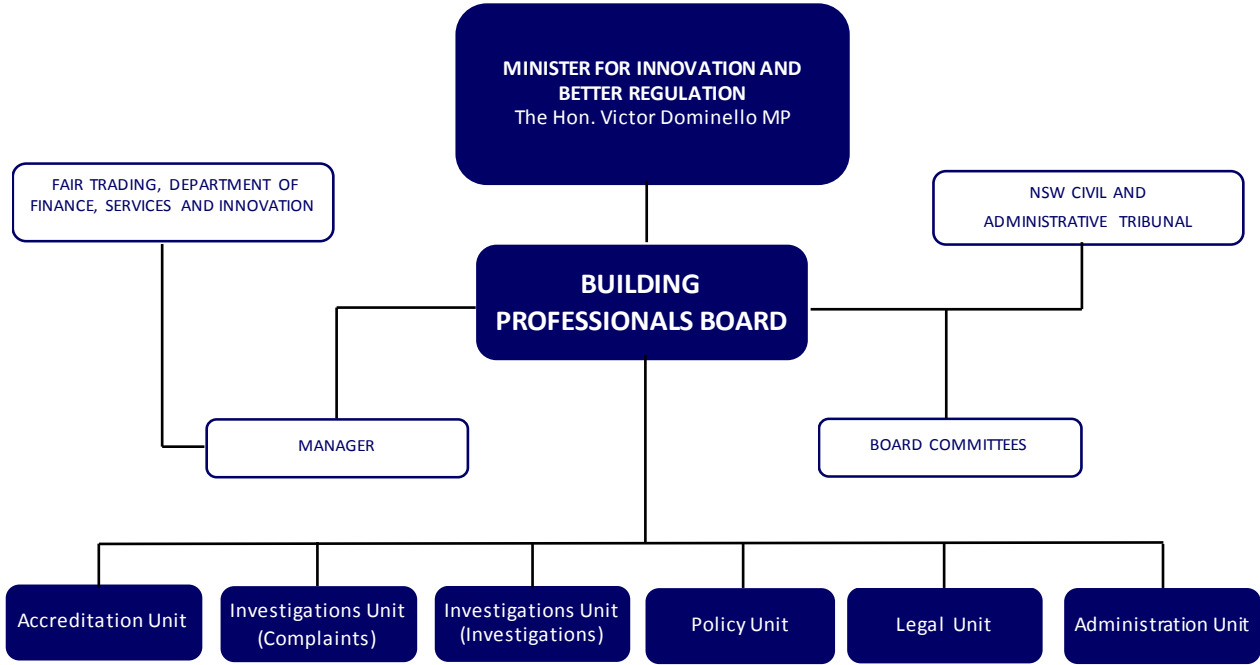 MINISTER FOR INNOVATION AND
BETTER REGULATION
The Hon. Victor Dominello MP
FAIR TRADING, DEPARTMENT OF
FINANCE, SERVICES AND INNOVATION
NSW CIVIL AND
ADMINISTRATIVE TRIBUNAL
BUILDING
PROFESSIONALS BOARD
MANAGER
BOARD COMMITTEES
Accreditation Unit
Investigations Unit
(Complaints)
Investigations Unit
(Investigations)
Policy Unit
Legal Unit
Administration Unit